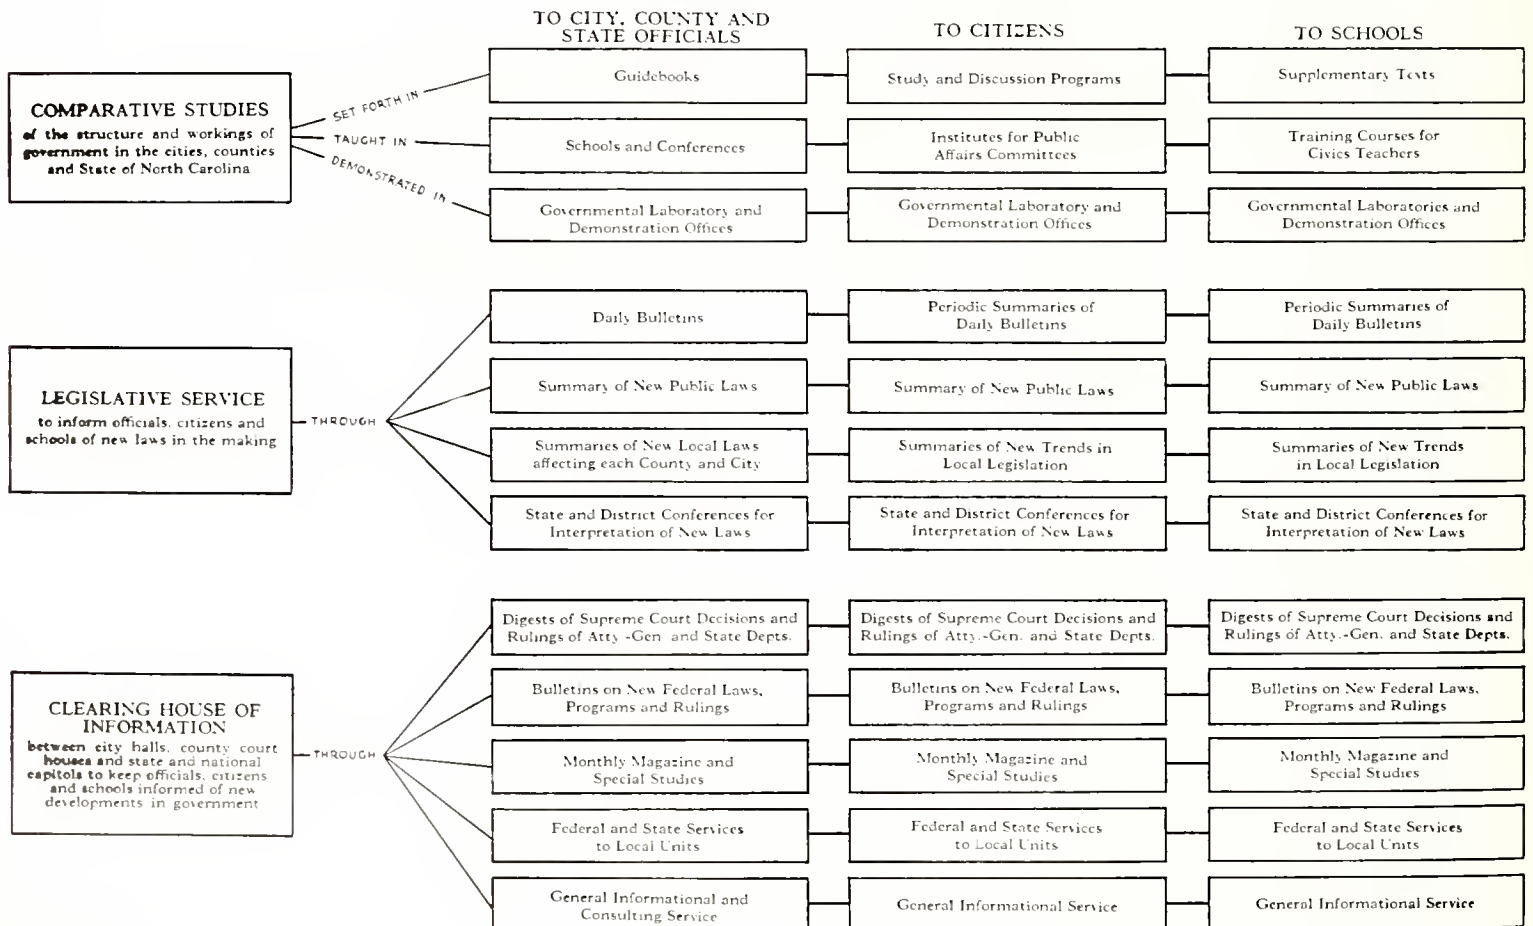 TO CITY, COUNTY AND
STATE OFFICIALS
TO CITIZENS
TO SCHOOLS
COMPARATIVE STUDIES
of the structure and workings of
government in the cities, counties
and State of North Carolina
SET FORTH IN
TAUGHT IN
DEMONSTRATED IN
Guidebooks
Study and Discussion Programs
Supplementary Texts
Schools and Conferences
Institutes for Public
Affairs Committees
Training Courses for
Civics Teachers
Governmental Laboratory and
Demonstration Offices
Governmental Laboratory and
Demonstration Offices
Governmental Laboratories and
Demonstration Offices
LEGISLATIVE SERVICE
to inform officials, citizens and
schools of new laws in the making
THROUGH
Daily Bulletins
Periodic Summaries of
Daily Bulletins
Periodic Summaries of
Daily Bulletins
Summary of New Public Laws
Summary of New Public Laws
Summary of New Public Laws
Summaries of New Local Laws
affecting each County and City
Summaries of New Trends in
Local Legislation
Summaries of New Trends
in Local Legislation
State and District Conferences for
Interpretation of New Laws
State and District Conferences for
Interpretation of New Laws
State and District Conferences for
Interpretation of New Laws
CLEARING HOUSE OF
INFORMATION
between city halls, county court
houses and state and national
capitols to keep officials, citizens
and schools informed of new
developments in government
THROUGH
Digests of Supreme Court Decisions and
Rulings of Atty.-Gen. and State Depts.
Digests of Supreme Court Decisions and
Rulings of Atty.-Gen. and State Depts.
Digests of Supreme Court Decisions and
Rulings of Atty.-Gen. and State Depts.
Bulletins on New Federal Laws,
Programs and Rulings
Bulletins on New Federal Laws,
Programs and Rulings
Bulletins on New Federal Laws,
Programs and Rulings
Monthly Magazine and
Special Studies
Monthly Magazine and
Special Studies
Monthly Magazine and
Special Studies
Federal and State Services
to Local Units
Federal and State Services
to Local Units
Federal and State Services
to Local Units
General Informational and
Consulting Service
General Informational Service
General Informational Service